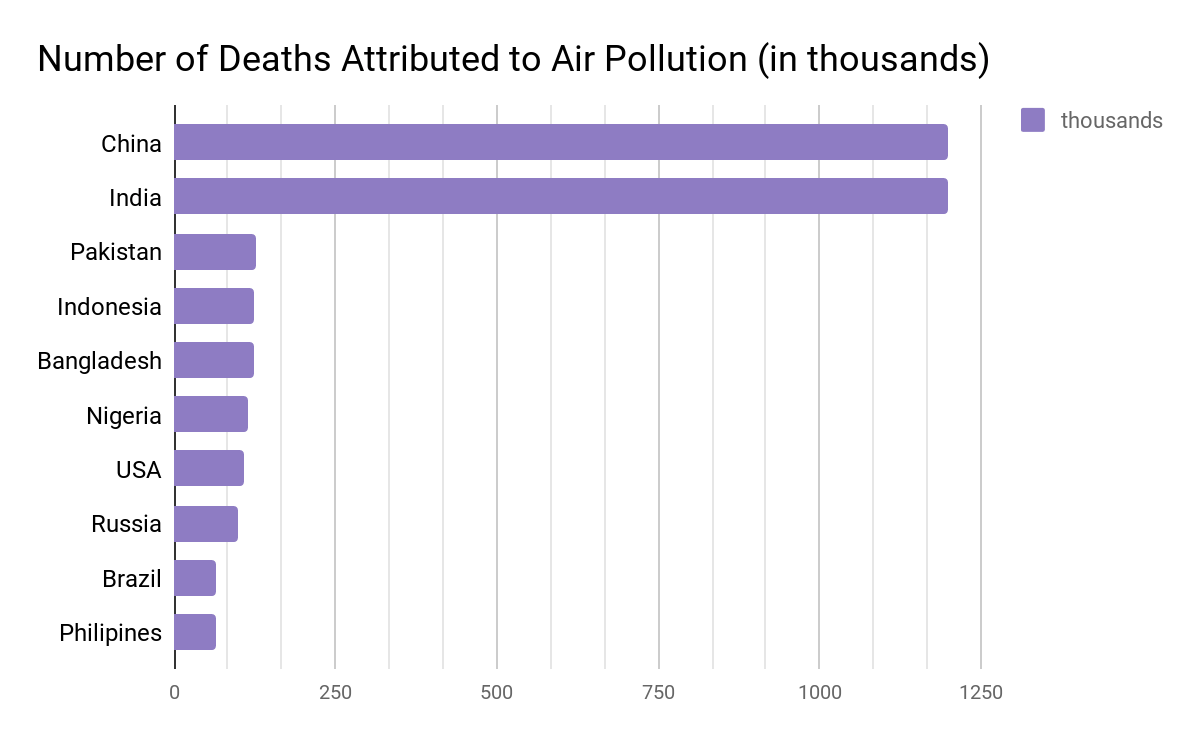 Number of Deaths Attributed to Air Pollution (in thousands)
thousands
China
India
Pakistan
Indonesia
Bangladesh
Nigeria
USA
Russia
Brazil
Philipines
0 250 500 750 1000 1250